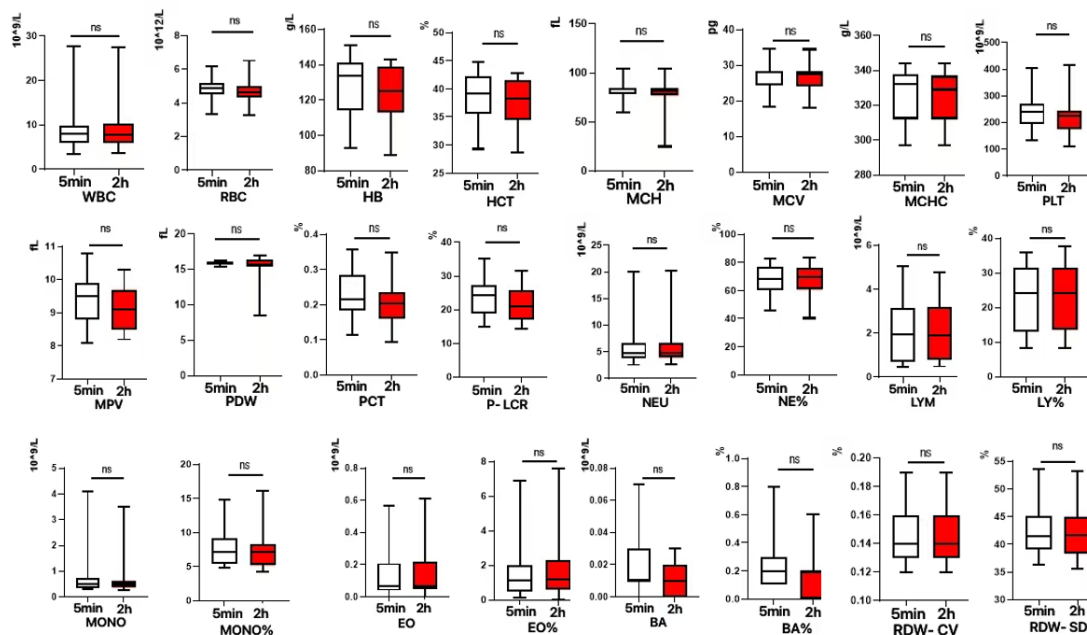 10^9/L
ns
30
20
10
0
5min 2h
WBC
10^12/L
ns
8
6
4
2
0
5min 2h
RBC
g/L
ns
160
140
120
100
80
5min 2h
HB
%
ns
50
45
40
35
30
25
5min 2h
HCT
fL
ns
150
100
50
0
5min 2h
MCH
pg
ns
40
30
20
10
0
5min 2h
MCV
g/L
ns
360
340
320
300
280
5min 2h
MCHC
10^9/L
ns
500
400
300
200
100
0
5min 2h
PLT
fL
ns
11
10
9
8
7
5min 2h
MPV
fL
ns
20
15
10
5
0
5min 2h
PDW
%
ns
0.4
0.3
0.2
0.1
0.0
5min 2h
PCT
%
ns
40
30
20
10
0
5min 2h
P- LCR
10^9/L
ns
25
20
15
10
5
0
5min 2h
NEU
%
ns
100
80
60
40
20
0
5min 2h
NE%
10^9/L
ns
6
4
2
0
5min 2h
LYM
%
ns
40
30
20
10
0
5min 2h
LY%
10^9/L
ns
5
4
3
2
1
0
5min 2h
MONO
ns
20
15
10
5
0
5min 2h
MONO%
10^9/L
ns
0.8
0.6
0.4
0.2
0.0
5min 2h
EO
ns
8
6
4
2
0
5min 2h
EO%
10^9/L
ns
0.08
0.06
0.04
0.02
0.00
5min 2h
BA
%
ns
1.0
0.8
0.6
0.4
0.2
0.0
5min 2h
BA%
%
ns
0.20
0.18
0.16
0.14
0.12
0.10
5min 2h
RDW- CV
%
ns
55
50
45
40
35
30
5min 2h
RDW- SD